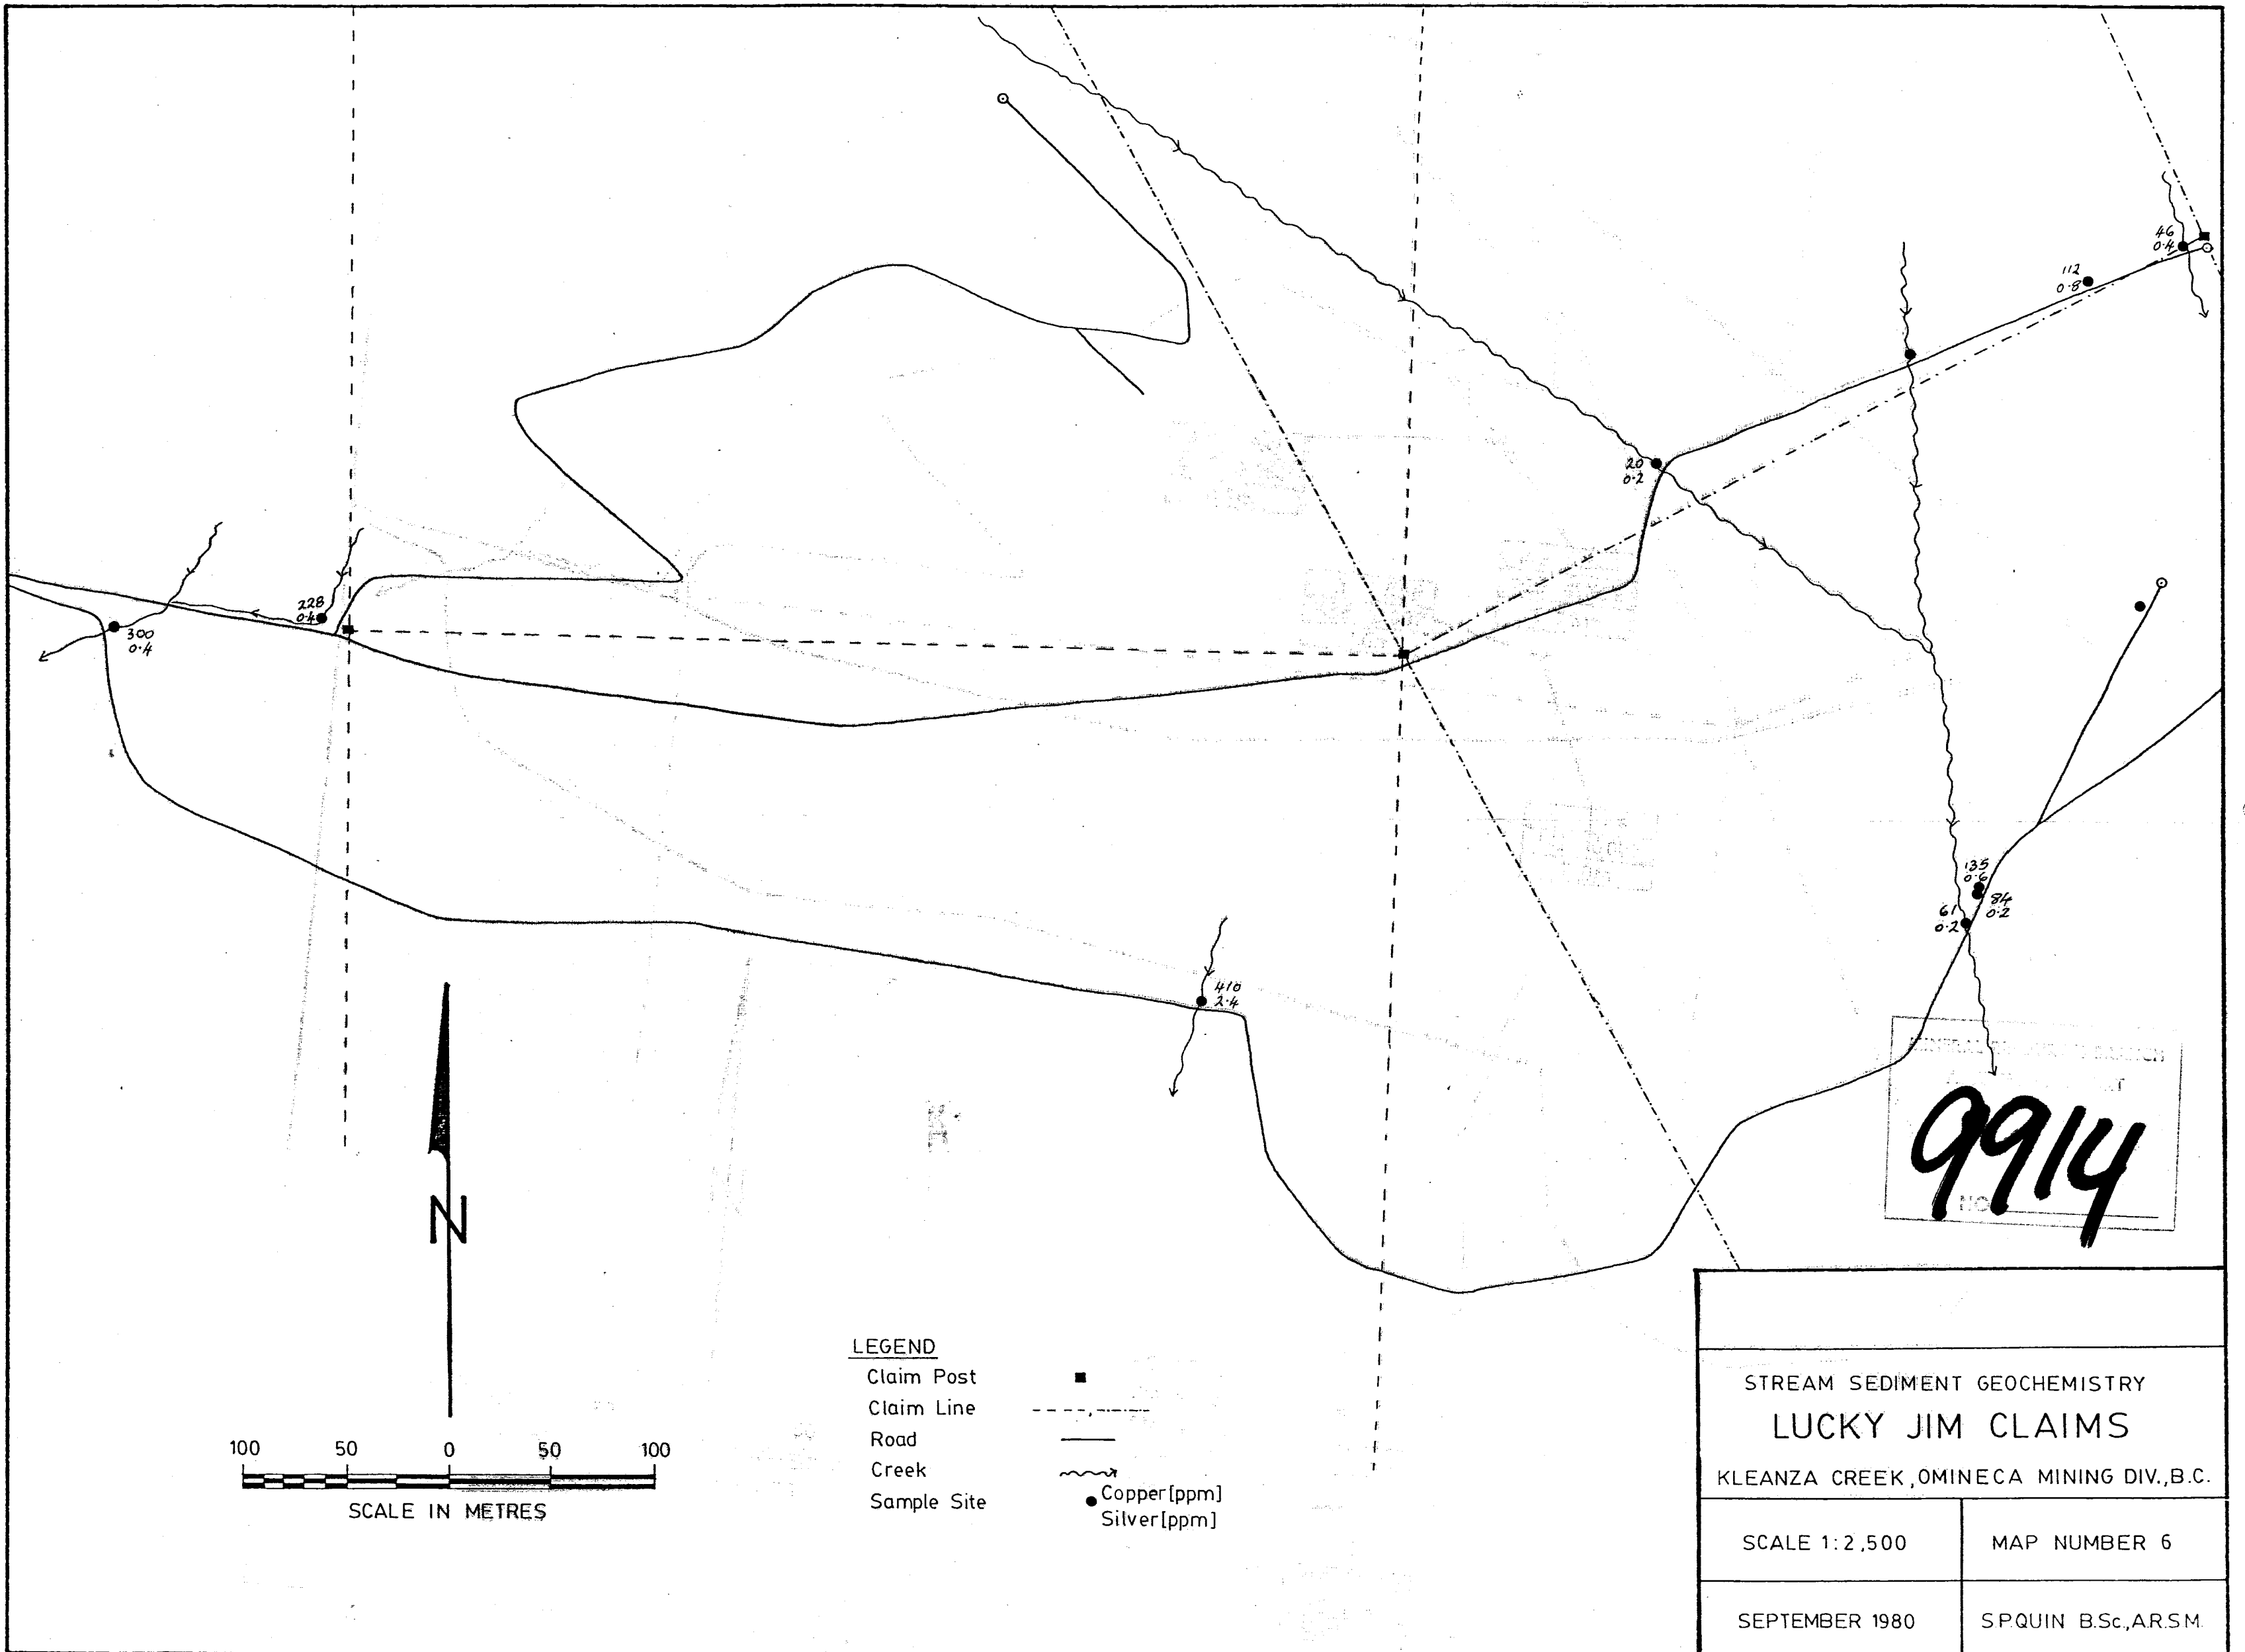 46
0.4
112
0.8
20
0.2
228
0.4
300
0.4
135
0.6
84
0.2
61
0.2
410
2.4
9914
NO
N
100 50 0 50 100
SCALE IN METRES
LEGEND
Claim Post
Claim Line
Road
Creek
Sample Site
Copper[ppm]
Silver[ppm]
STREAM SEDIMENT GEOCHEMISTRY
LUCKY JIM CLAIMS
KLEANZA CREEK, OMINECA MINING DIV., B.C.
SCALE 1:2,500
MAP NUMBER 6
SEPTEMBER 1980
S.P.QUIN B.Sc., A.R.S.M.